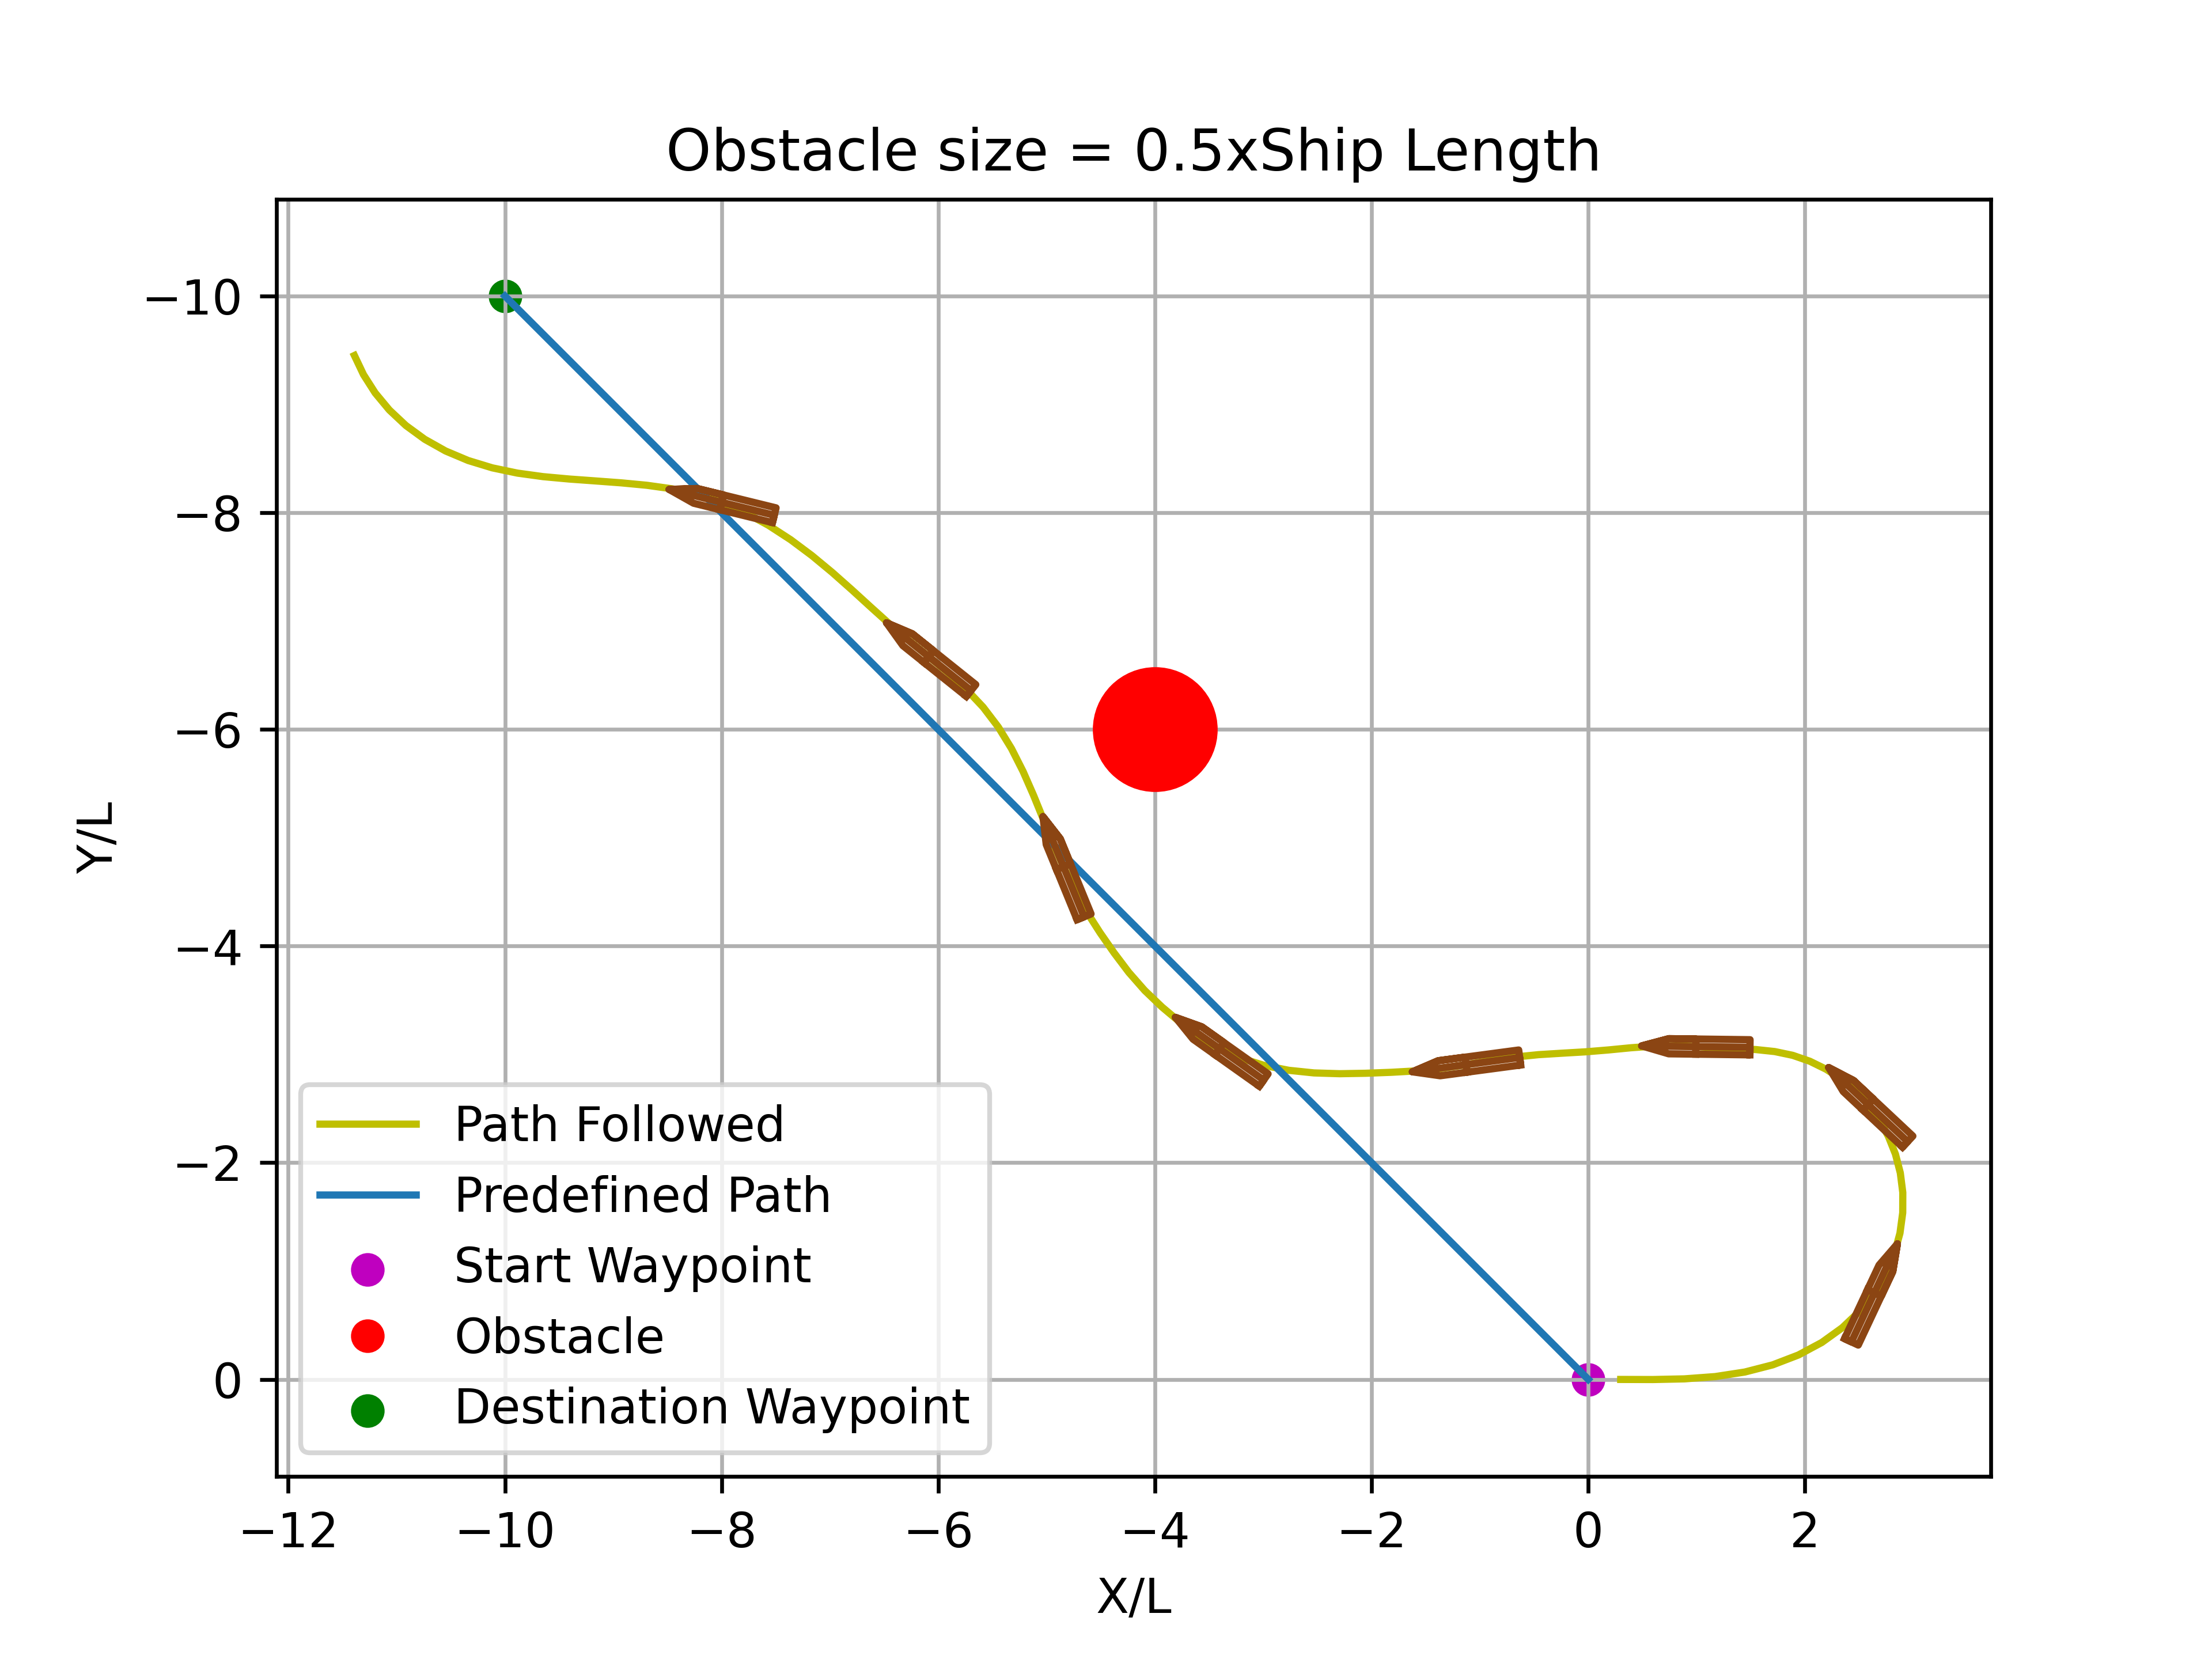 Obstacle size = 0.5xShip Length
−10
−8
−6
−4
−2
0
Y/L
Path Followed
Predefined Path
Start Waypoint
Obstacle
Destination Waypoint
−12 −10 −8 −6 −4 −2 0 2
X/L